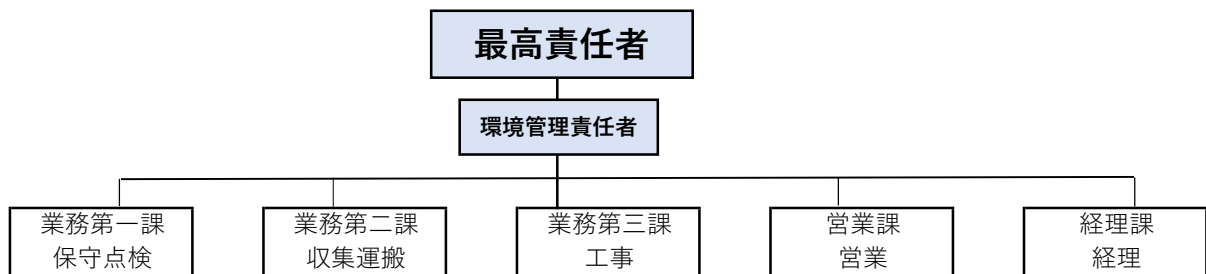 最高責任者
環境管理責任者
業務第一課
保守点検
業務第二課
収集運搬
業務第三課
工事
営業課
営業
経理課
経理